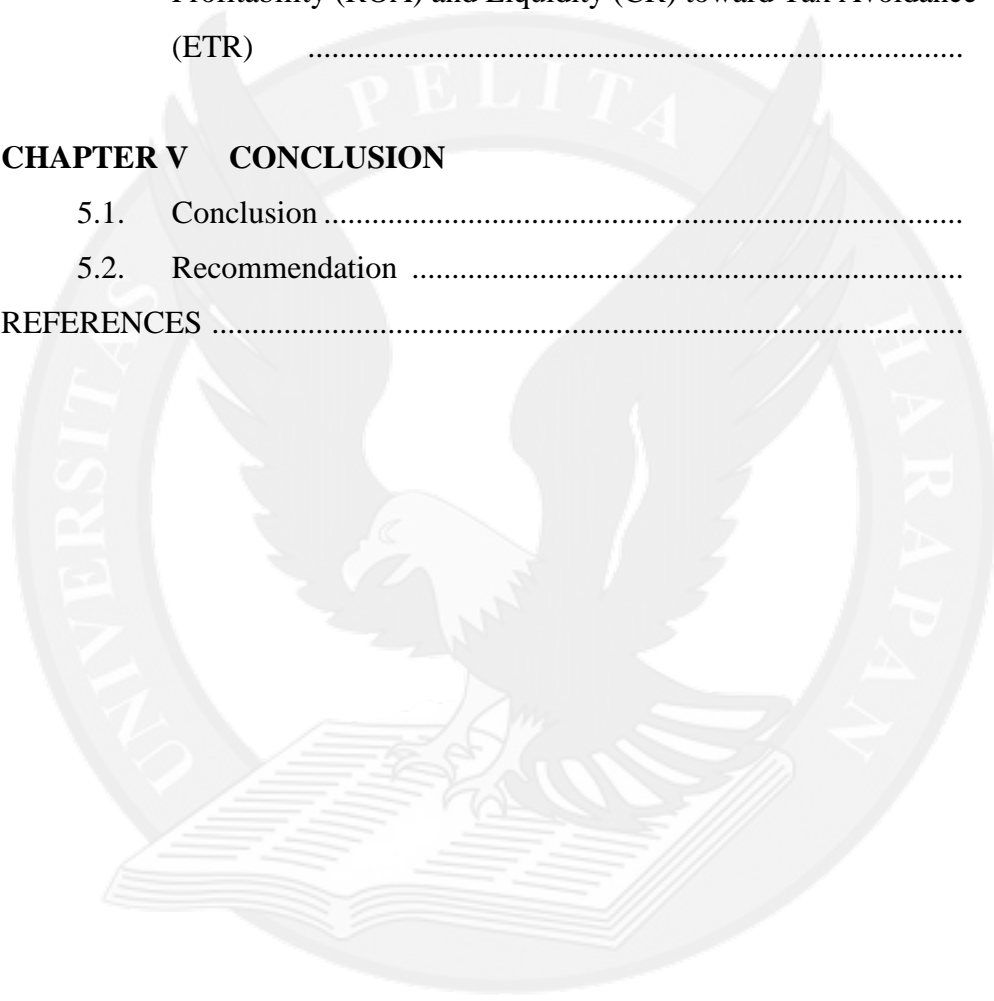 Profitability (ROA) and Liquidity (CR) toward Tax Avoidance
(ETR) ..................................................................................
CHAPTER V CONCLUSION
5.1. Conclusion ................................................................................
5.2. Recommendation .....................................................................
REFERENCES ..............................................................................................
UNIVERSITAS PELITA HARAPAN